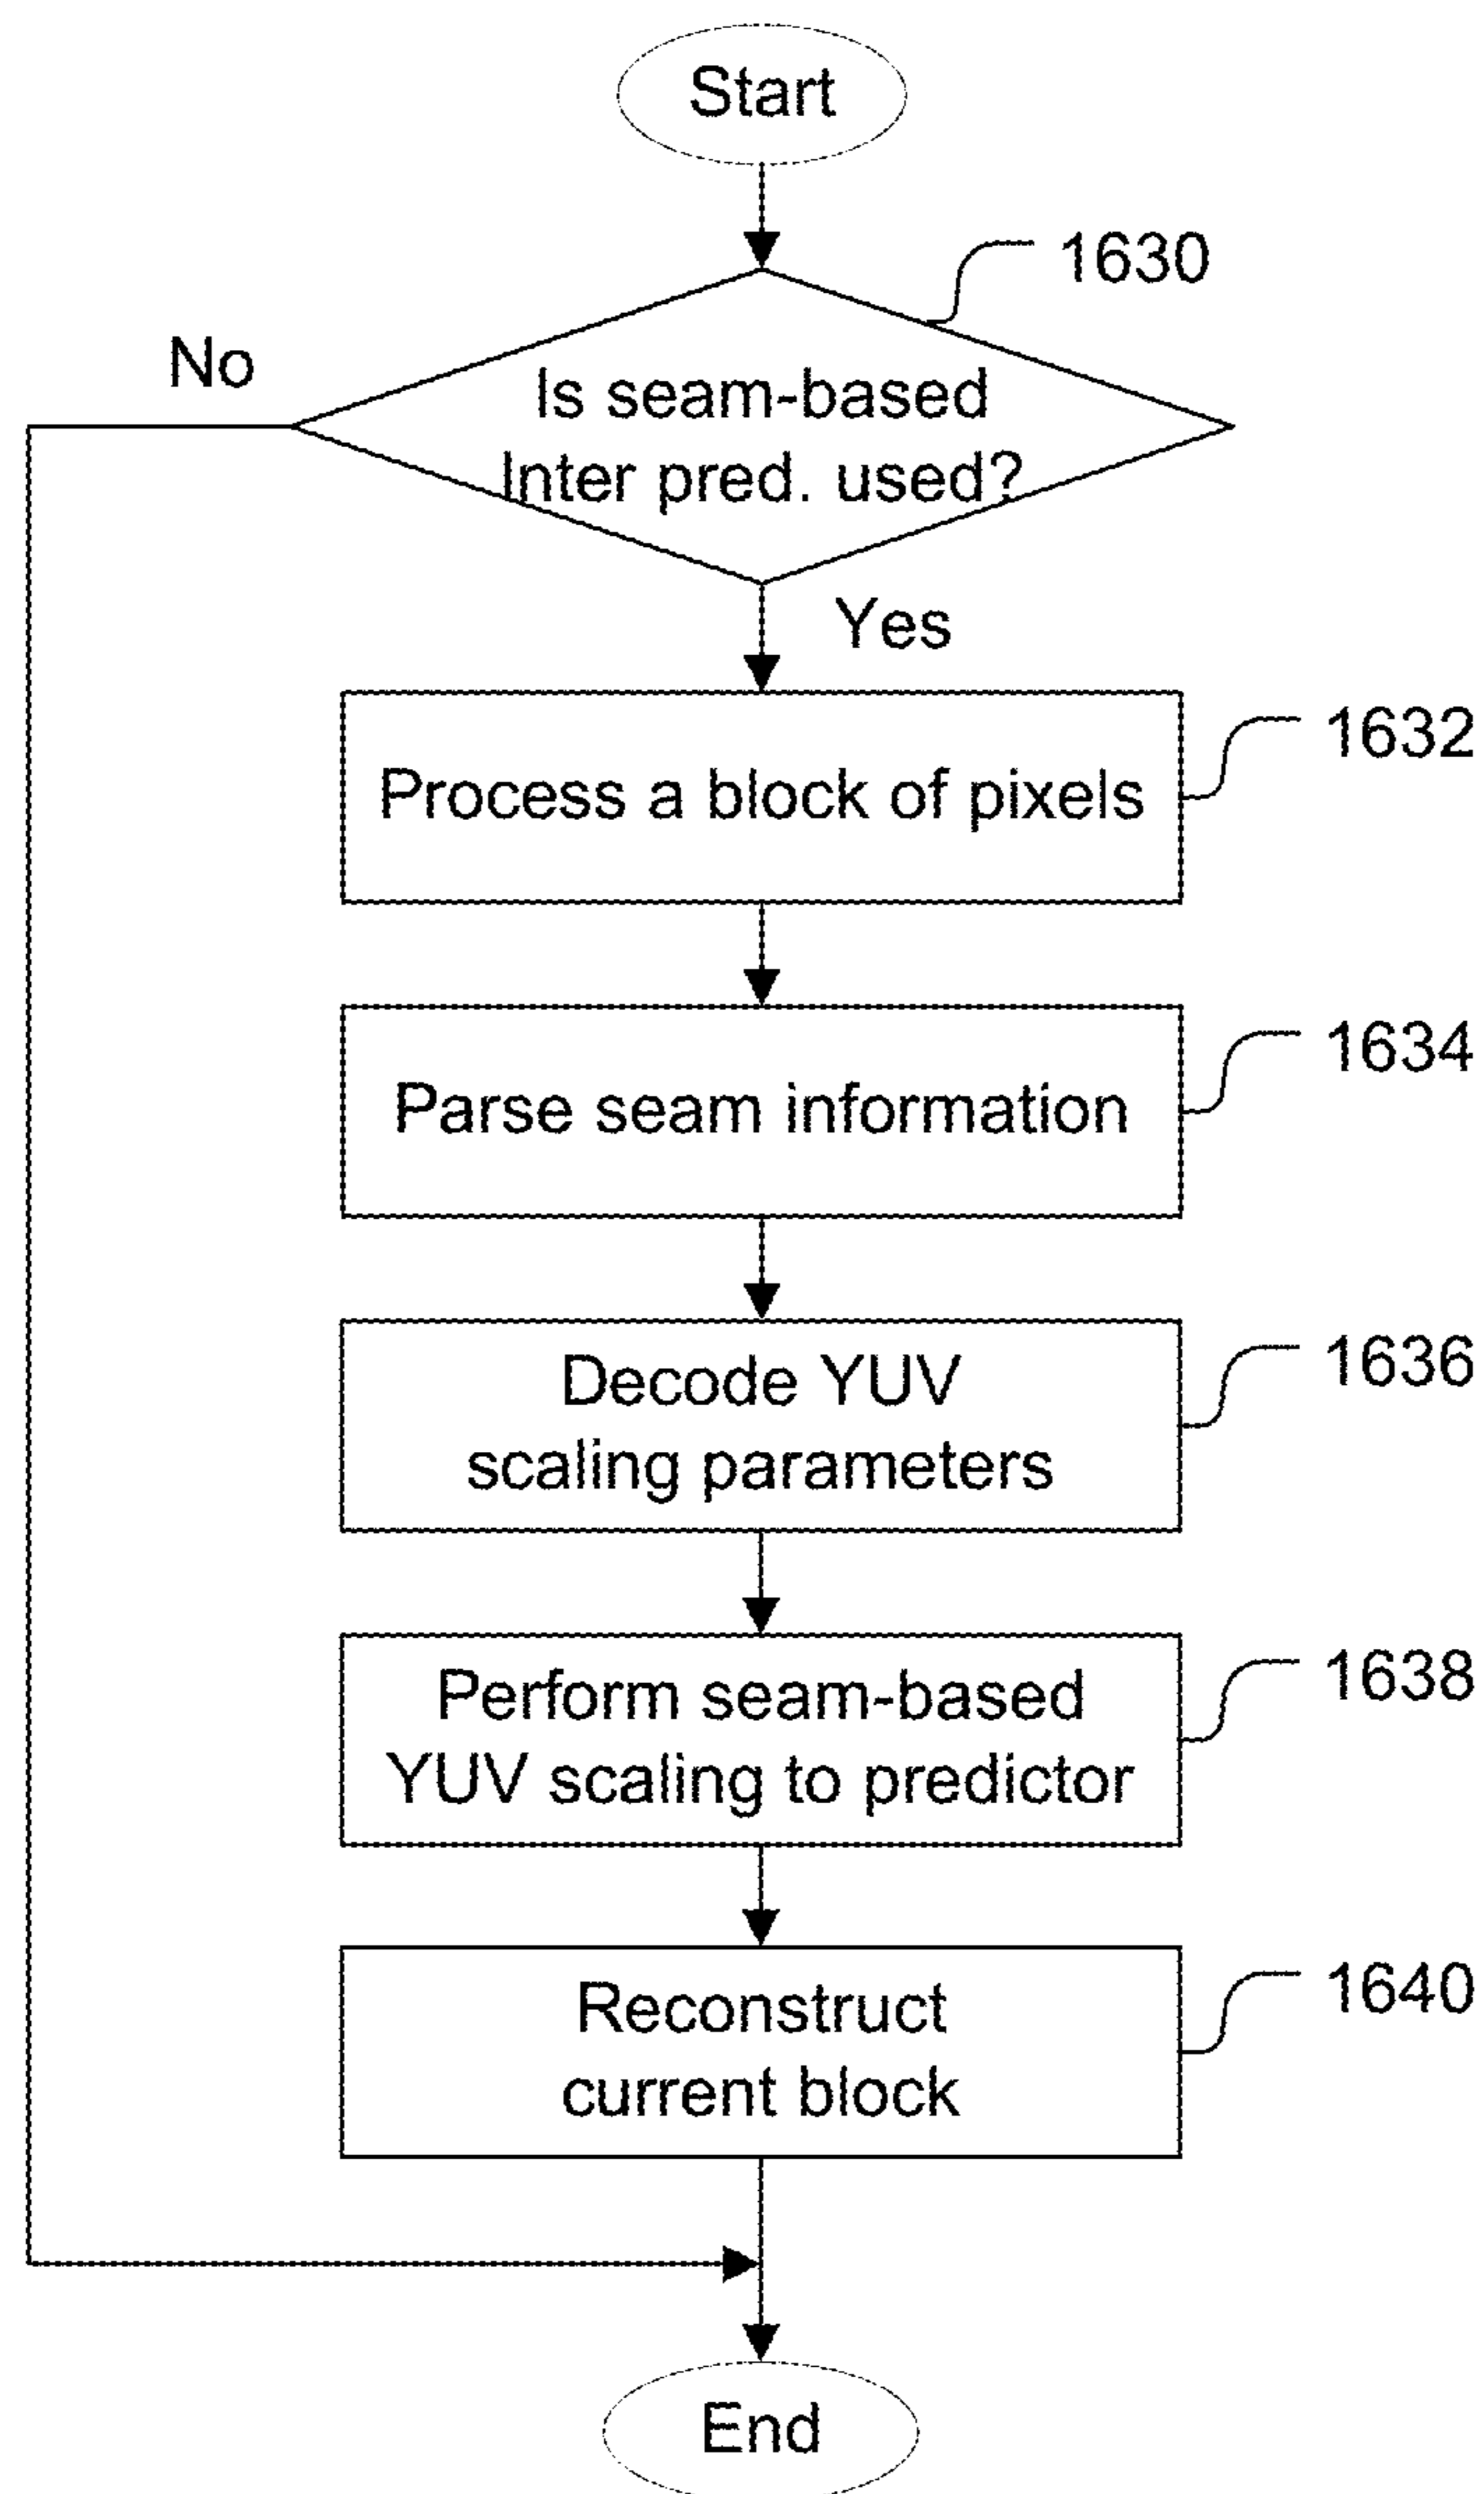 Start
1630
No
Is seam-based
Inter pred. used?
Yes
1632
Process a block of pixels
1634
Parse seam information
1636
Decode YUV
scaling parameters
1638
Perform seam-based
YUV scaling to predictor
1640
Reconstruct
current block
End